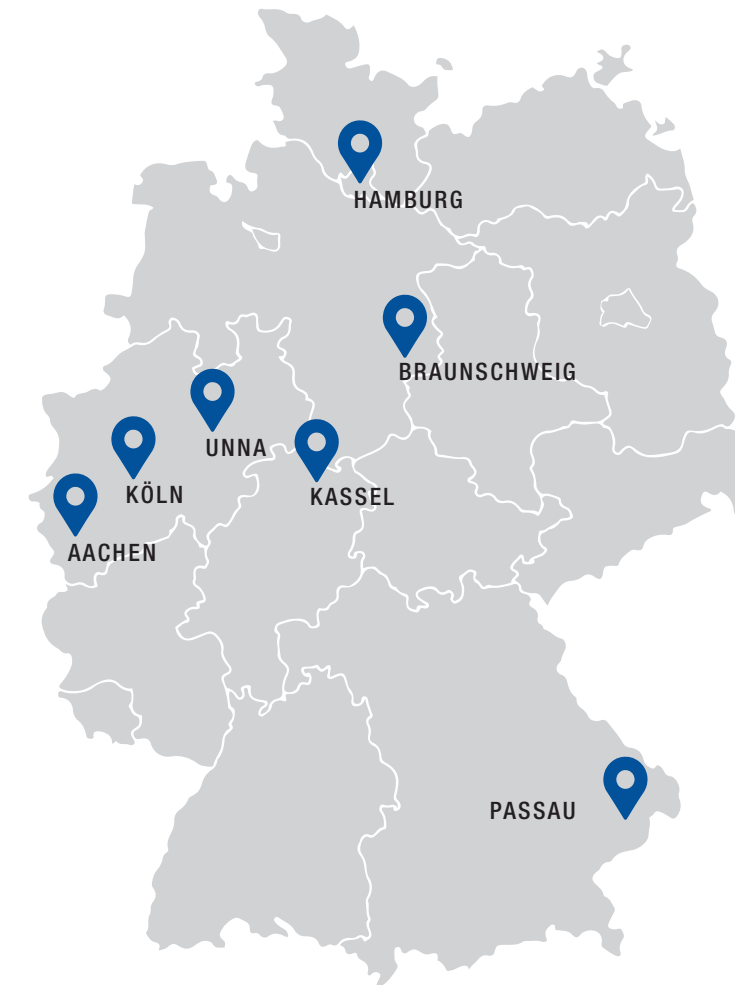 HAMBURG
BRAUNSCHWEIG
UNNA
KÖLN
KASSEL
AACHEN
PASSAU